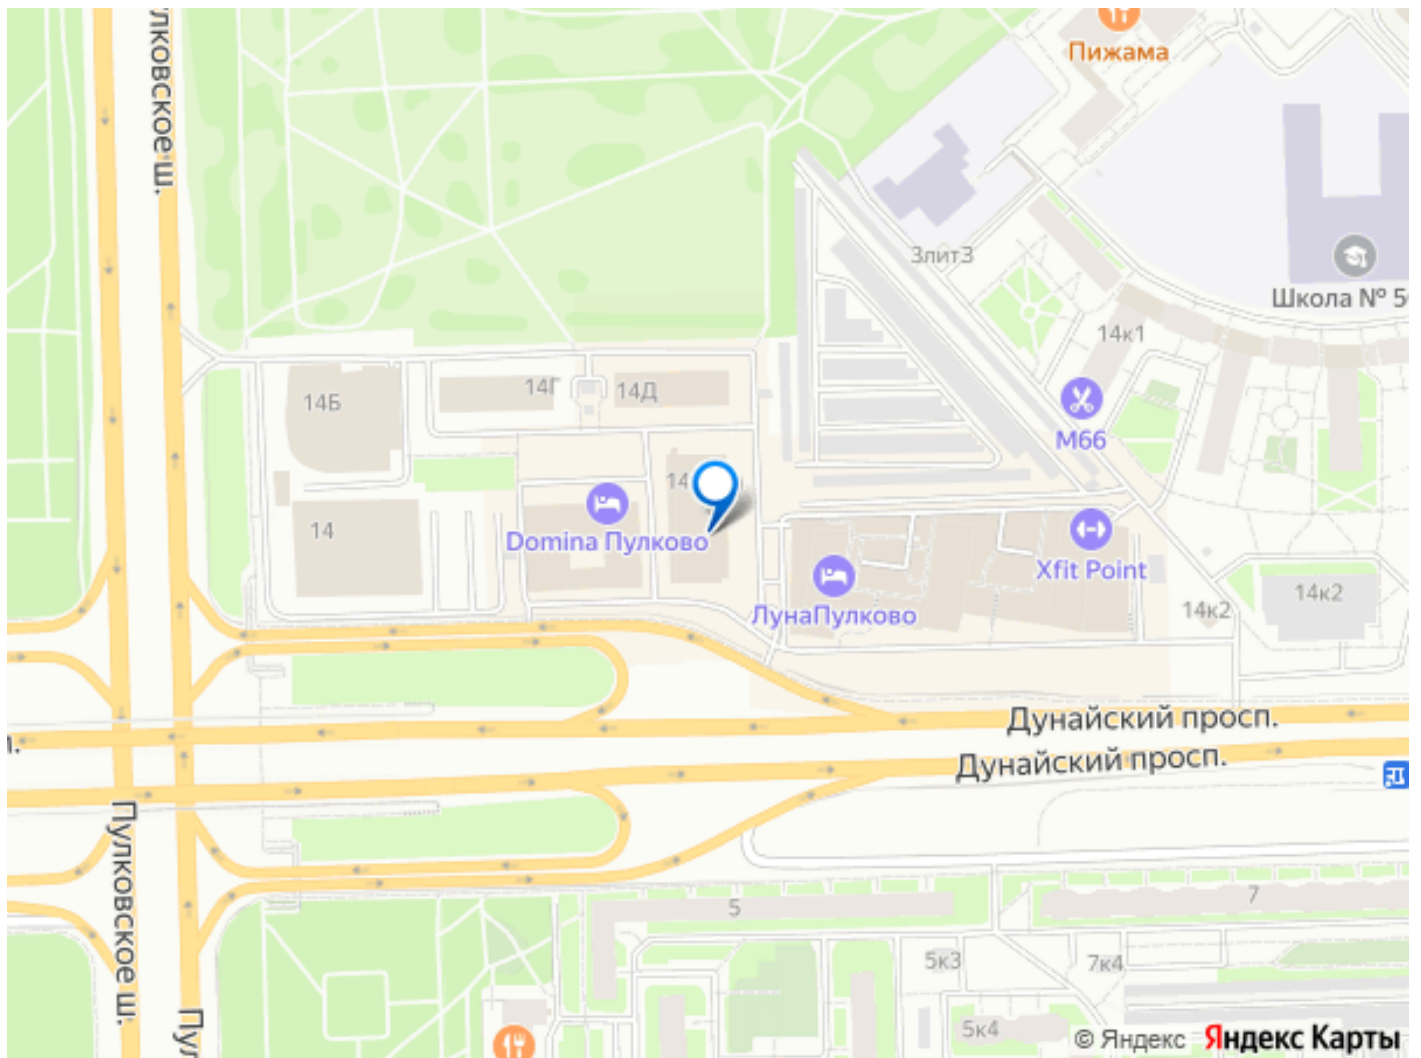 Пижама
лковское ш.
3лит3
Школа № 5
14к1
14Г
14Д
14Б
М66
14
14
Domina Пулково
Xfit Point
ЛунаПулково
14к2
14к2
Дунайский просп.
Дунайский просп.
Пулковское ш.
5
7
5к3
7к4
Пул
5к4
© Яндекс Яндекс Карты